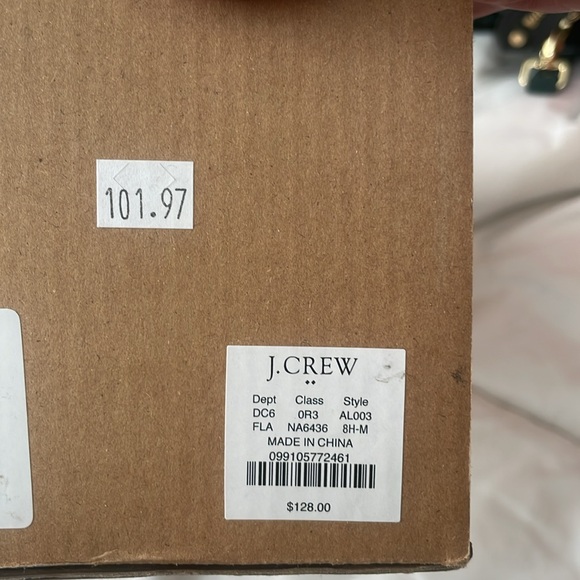 101.97
J.CREW
Dept Class Style
DC6 0R3 AL003
FLA NA6436 8H-M
MADE IN CHINA
099105772461
$128.00